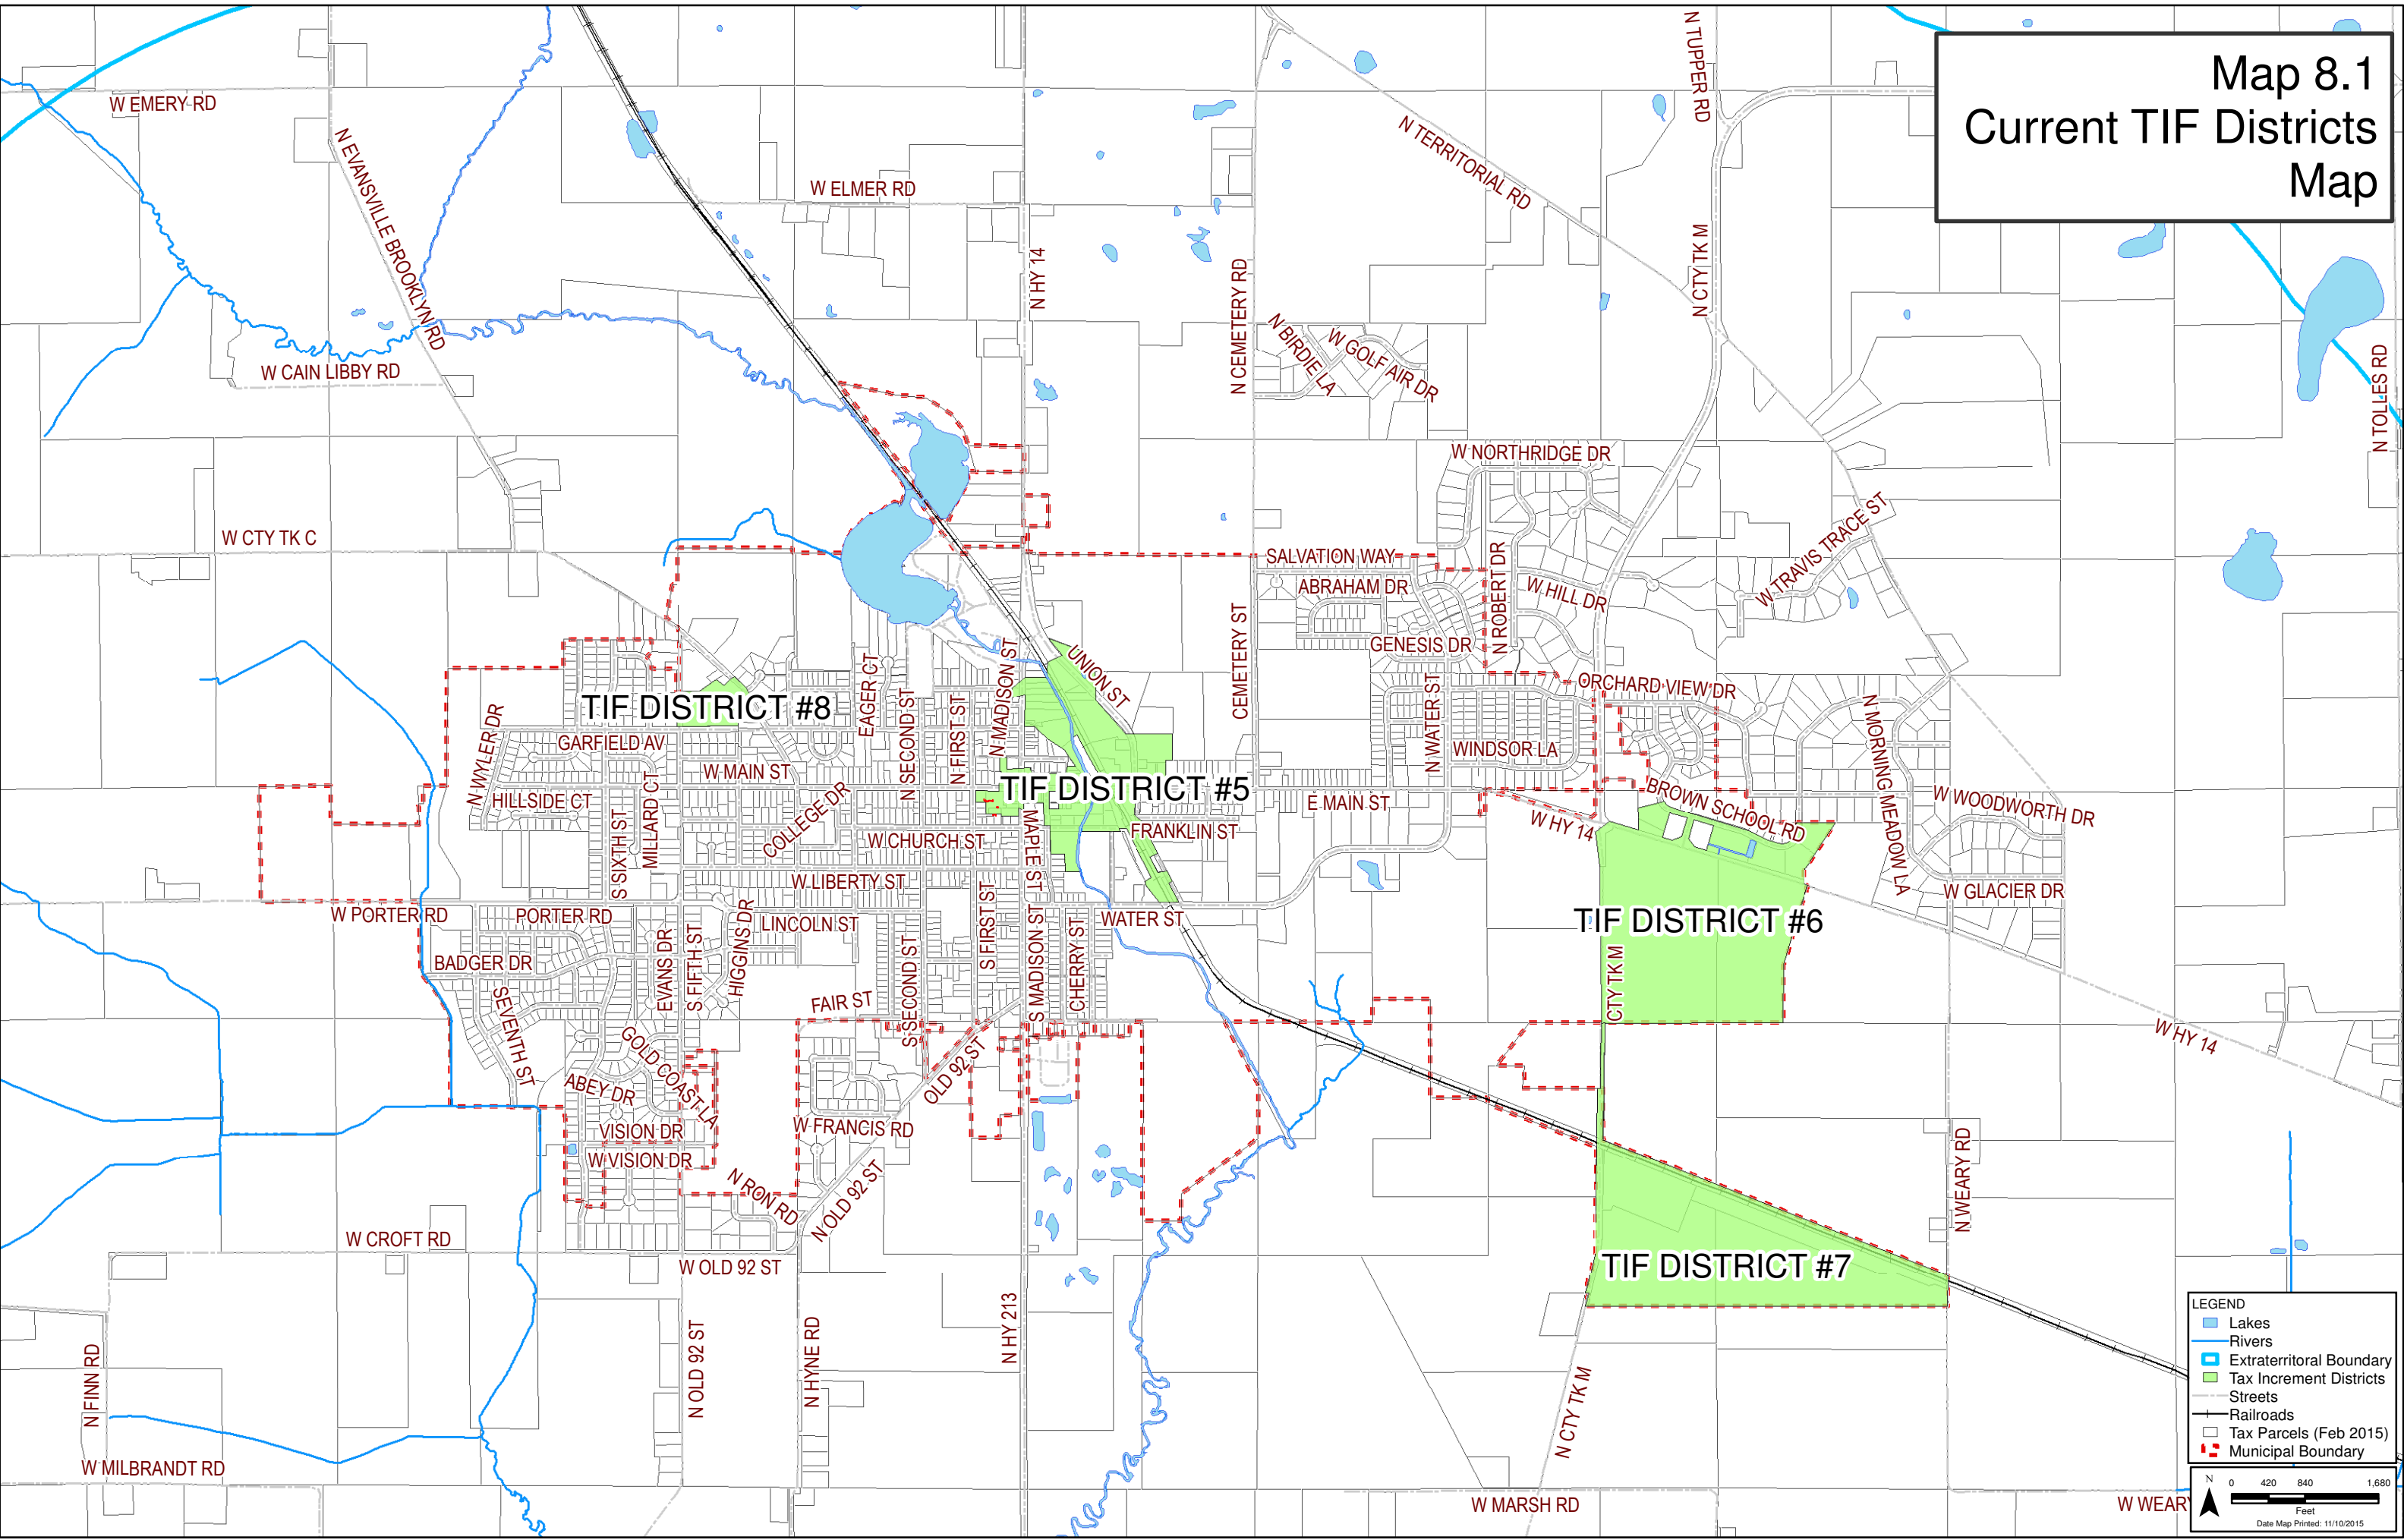 Map 8.1
Current TIF Districts
Map
W EMERY RD
N EVANSVILLE BROOKLYN RD
W ELMER RD
N HY 14
N TERRITORIAL RD
N TUPPER RD
N CTY TK M
N CEMETERY RD
N BIRDIE LA
W GOLF AIR DR
N TOLLES RD
W CAIN LIBBY RD
W NORTHRIDGE DR
W CTY TK C
SALVATION WAY
ABRAHAM DR
GENESIS DR
N ROBERT DR
W HILL DR
W TRAVIS TRACE ST
CEMETERY ST
UNION ST
N MADISON ST
EAGER CT
N SECOND ST
N FIRST ST
ORCHARD VIEW DR
N WATER ST
WINDSOR LA
N MORNING MEADOW LA
TIF DISTRICT #8
N WYLER DR
GARFIELD AV
W MAIN ST
HILLSIDE CT
MILLARD CT
S SIXTH ST
COLLEGE DR
TIF DISTRICT #5
E MAIN ST
W HY 14
BROWN SCHOOL RD
W WOODWORTH DR
FRANKLIN ST
W CHURCH ST
MAPLE ST
W LIBERTY ST
W GLACIER DR
W PORTER RD
PORTER RD
LINCOLN ST
WATER ST
TIF DISTRICT #6
CTY TK M
BADGER DR
SEVENTH ST
EVANS DR
S FIFTH ST
HIGGINS DR
S SECOND ST
S FIRST ST
S MADISON ST
CHERRY ST
FAIR ST
GOLD COAST LA
OLD 92 ST
ABEY DR
VISION DR
W VISION DR
W FRANCIS RD
N RON RD
N OLD 92 ST
W HY 14
N WEARY RD
W CROFT RD
W OLD 92 ST
TIF DISTRICT #7
N FINN RD
N OLD 92 ST
N HYNE RD
N HY 213
N CTY TK M
W MILBRANDT RD
W MARSH RD
W WEAR
LEGEND
Lakes
Rivers
Extraterritoral Boundary
Tax Increment Districts
Streets
Railroads
Tax Parcels (Feb 2015)
Municipal Boundary
N
0 420 840 1,680
Feet
Date Map Printed: 11/10/2015